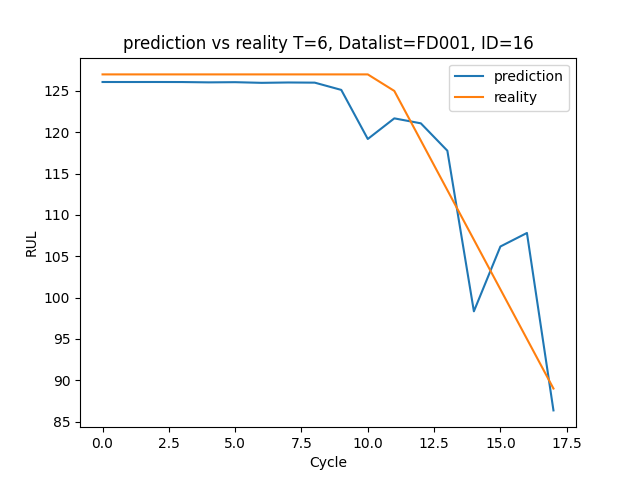 prediction vs reality T=6, Datalist=FD001, ID=16
prediction
reality
RUL
125
120
115
110
105
100
95
90
85
0.0 2.5 5.0 7.5 10.0 12.5 15.0 17.5
Cycle